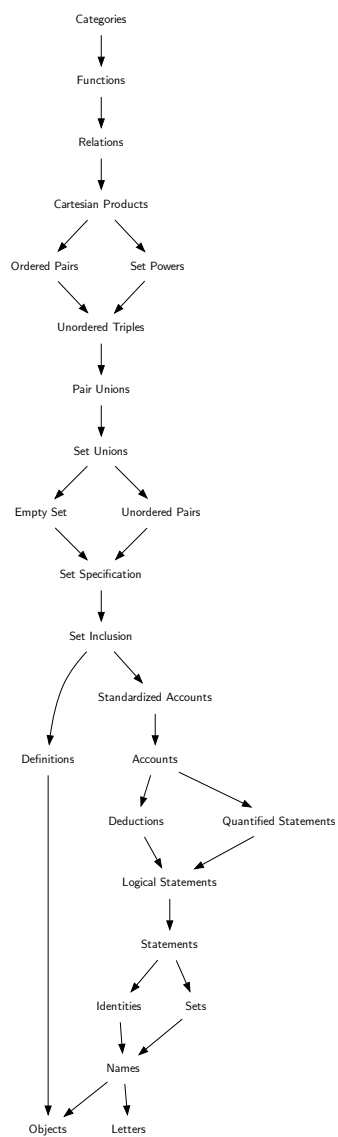 Categories
Functions
Relations
Cartesian Products
Ordered Pairs
Set Powers
Unordered Triples
Pair Unions
Set Unions
Empty Set
Unordered Pairs
Set Specification
Set Inclusion
Standardized Accounts
Definitions
Accounts
Deductions
Quantified Statements
Logical Statements
Statements
Identities
Sets
Names
Objects
Letters